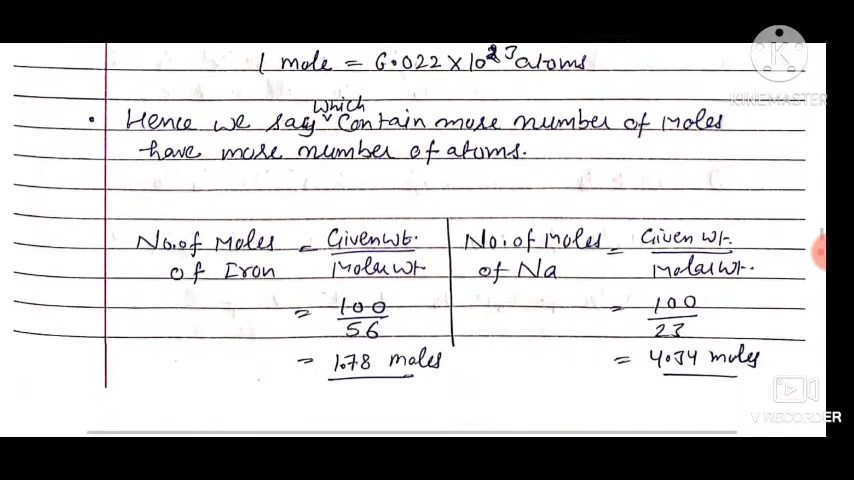 1 mole = 6.022 × 10²³ atoms
KINEMASTER
• Hence we say which contain more number of moles
have more number of atoms.
No. of Moles of Iron = Given wt. / Molar wt.
= 100 / 56
= 1.78 moles
No. of Moles of Na = Given wt. / Molar wt.
= 100 / 23
= 4.34 moles
V RECORDER